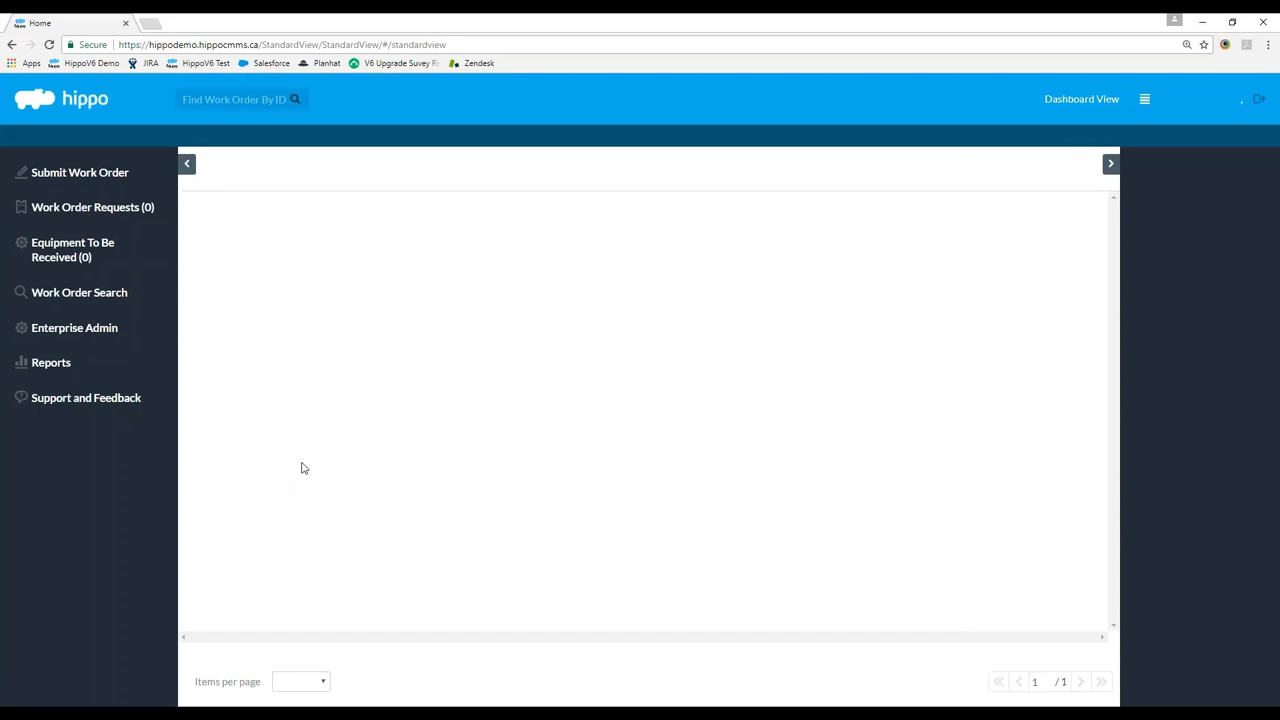 Home
Secure https://hippodemo.hippocmms.ca/StandardView/StandardView/#/standardview
Apps HippoV6 Demo JIRA HippoV6 Test Salesforce Planhat V6 Upgrade Suvey Re Zendesk
hippo Find Work Order By ID Dashboard View ,
Submit Work Order
Work Order Requests (0)
Equipment To Be
Received (0)
Work Order Search
Enterprise Admin
Reports
Support and Feedback
Items per page 1 / 1